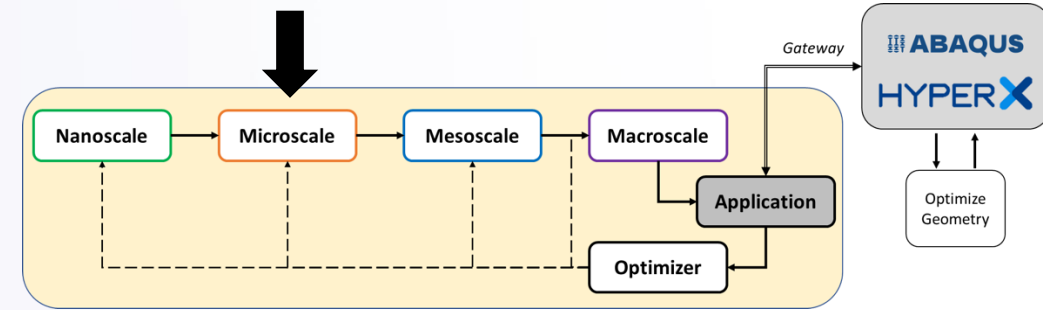 Gateway
ABAQUS
HYPERX
Nanoscale
Microscale
Mesoscale
Macroscale
Application
Optimize
Geometry
Optimizer